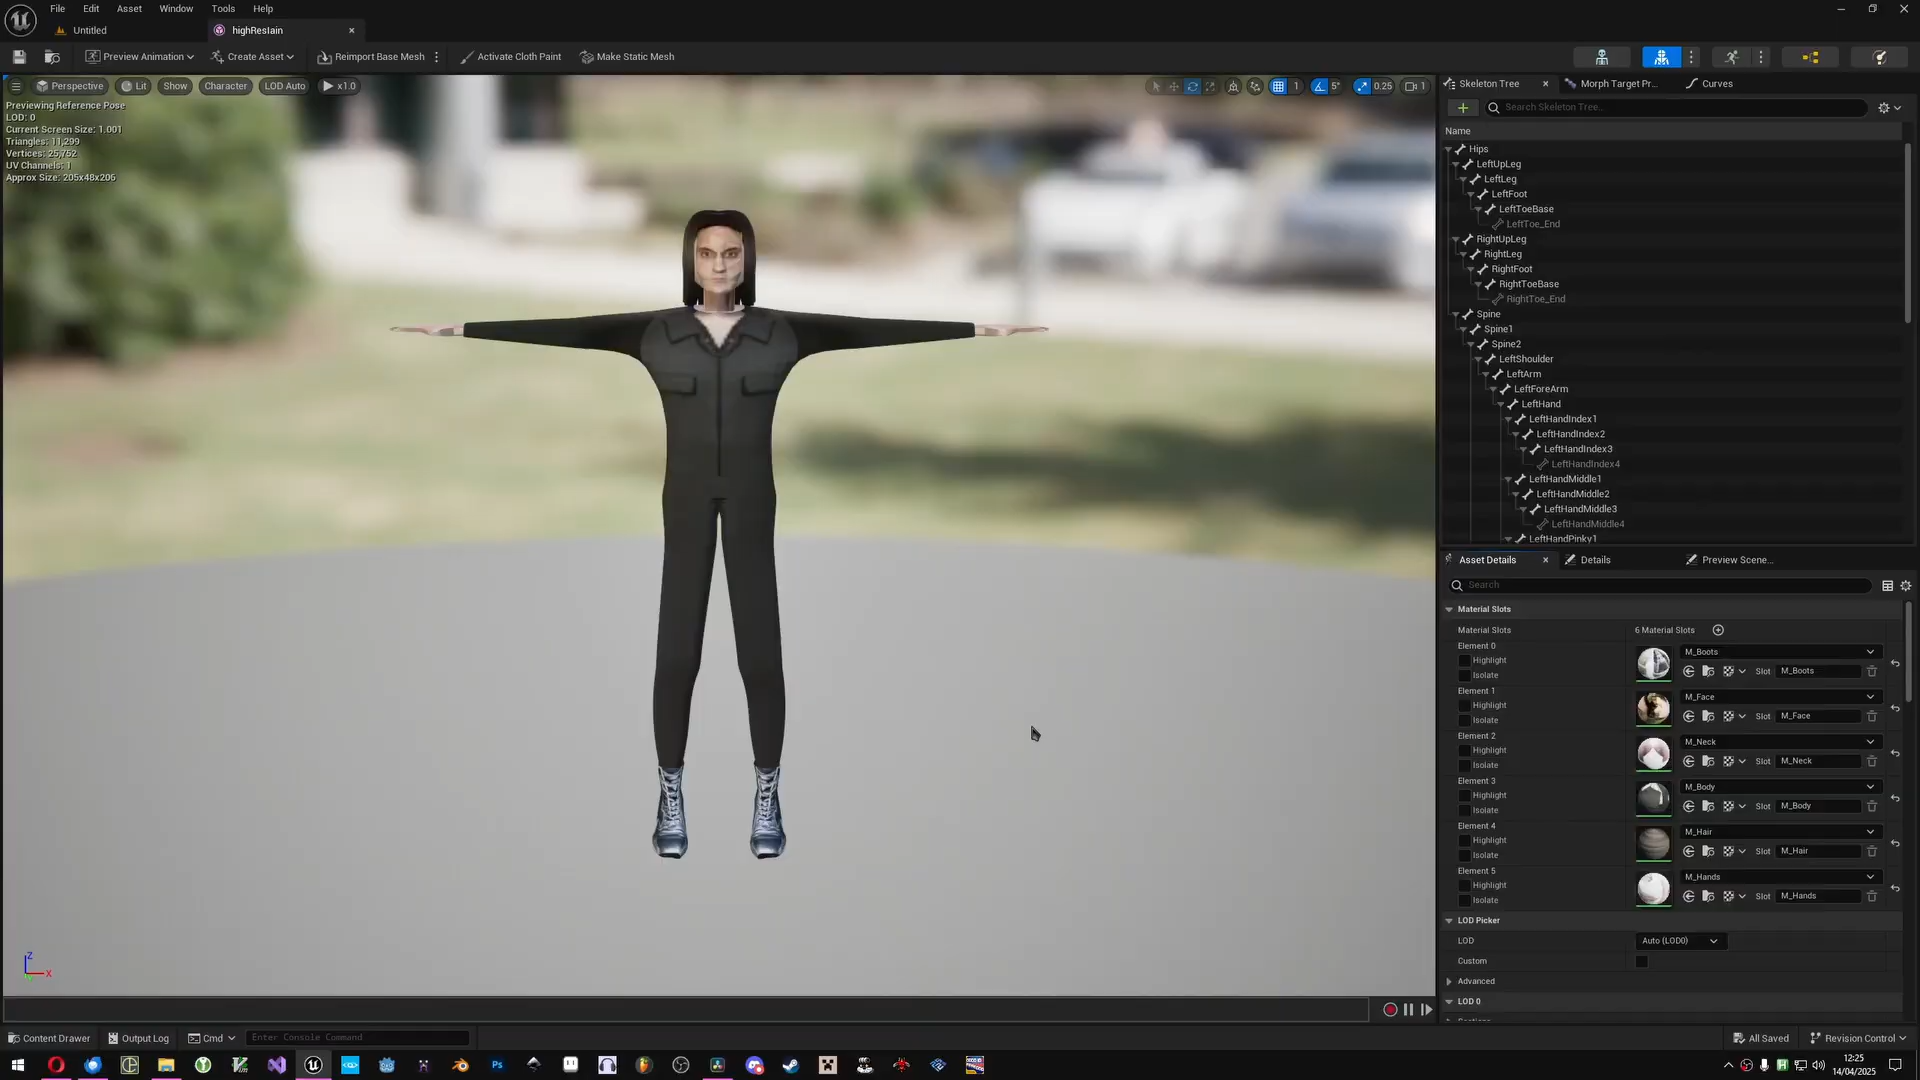 File Edit Asset Window Tools Help
Untitled
highResIain
Preview Animation
Create Asset
Reimport Base Mesh
Activate Cloth Paint
Make Static Mesh
Perspective
Lit
Show
Character
LOD Auto
x1.0
1
5°
0.25
1
Previewing Reference Pose
LOD: 0
Current Screen Size: 1.001
Triangles: 11,299
Vertices: 25,752
UV Channels: 1
Approx Size: 205x48x206
Z
X
Skeleton Tree
Morph Target Pr...
Curves
Search Skeleton Tree...
Name
Hips
LeftUpLeg
LeftLeg
LeftFoot
LeftToeBase
LeftToe_End
RightUpLeg
RightLeg
RightFoot
RightToeBase
RightToe_End
Spine
Spine1
Spine2
LeftShoulder
LeftArm
LeftForeArm
LeftHand
LeftHandIndex1
LeftHandIndex2
LeftHandIndex3
LeftHandIndex4
LeftHandMiddle1
LeftHandMiddle2
LeftHandMiddle3
LeftHandMiddle4
LeftHandPinky1
Asset Details
Details
Preview Scene...
Search
Material Slots
Material Slots 6 Material Slots
Element 0
Highlight
Isolate
M_Boots
Slot M_Boots
Element 1
Highlight
Isolate
M_Face
Slot M_Face
Element 2
Highlight
Isolate
M_Neck
Slot M_Neck
Element 3
Highlight
Isolate
M_Body
Slot M_Body
Element 4
Highlight
Isolate
M_Hair
Slot M_Hair
Element 5
Highlight
Isolate
M_Hands
Slot M_Hands
LOD Picker
LOD Auto (LOD0)
Custom
Advanced
LOD 0
Content Drawer
Output Log
Cmd
Enter Console Command
All Saved
Revision Control
Ps
12:25
14/04/2025